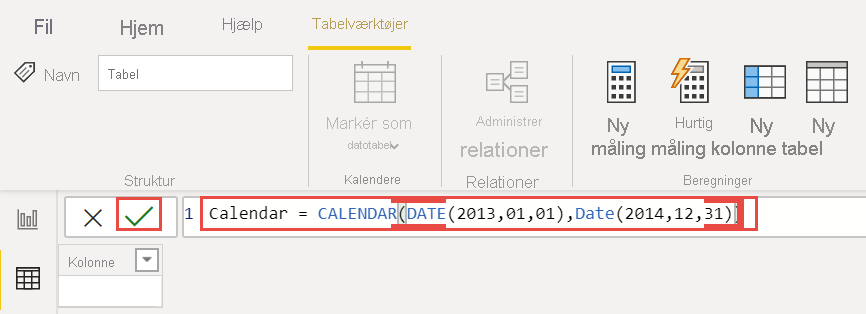 Fil Hjem Hjælp Tabelværktøjer
Navn Tabel
Markér som
datotabel
Administrer
relationer
Ny Hurtig Ny Ny
måling måling kolonne tabel
Struktur Kalendere Relationer Beregninger
1 Calendar = CALENDAR(DATE(2013,01,01),Date(2014,12,31))
Kolonne